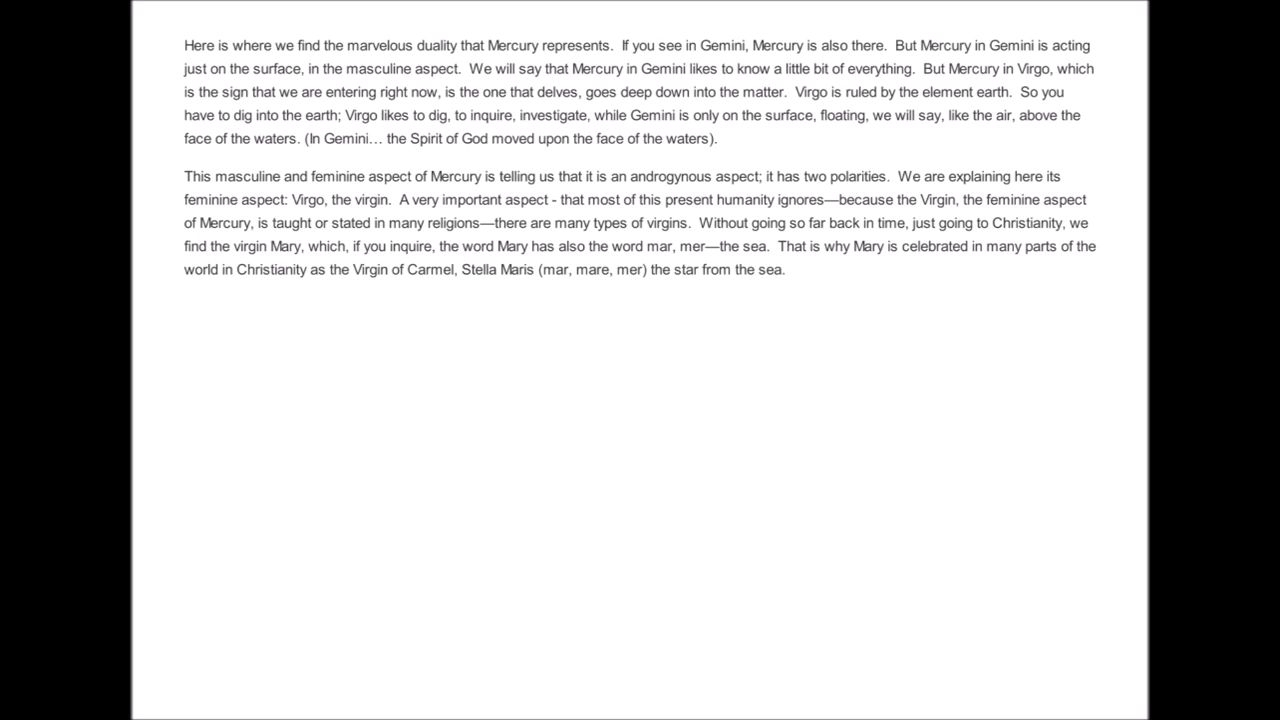 Here is where we find the marvelous duality that Mercury represents.  If you see in Gemini, Mercury is also there.  But Mercury in Gemini is acting
just on the surface, in the masculine aspect.  We will say that Mercury in Gemini likes to know a little bit of everything.  But Mercury in Virgo, which
is the sign that we are entering right now, is the one that delves, goes deep down into the matter.  Virgo is ruled by the element earth.  So you
have to dig into the earth; Virgo likes to dig, to inquire, investigate, while Gemini is only on the surface, floating, we will say, like the air, above the
face of the waters. (In Gemini… the Spirit of God moved upon the face of the waters).
This masculine and feminine aspect of Mercury is telling us that it is an androgynous aspect; it has two polarities.  We are explaining here its
feminine aspect: Virgo, the virgin.  A very important aspect - that most of this present humanity ignores—because the Virgin, the feminine aspect
of Mercury, is taught or stated in many religions—there are many types of virgins.  Without going so far back in time, just going to Christianity, we
find the virgin Mary, which, if you inquire, the word Mary has also the word mar, mer—the sea.  That is why Mary is celebrated in many parts of the
world in Christianity as the Virgin of Carmel, Stella Maris (mar, mare, mer) the star from the sea.